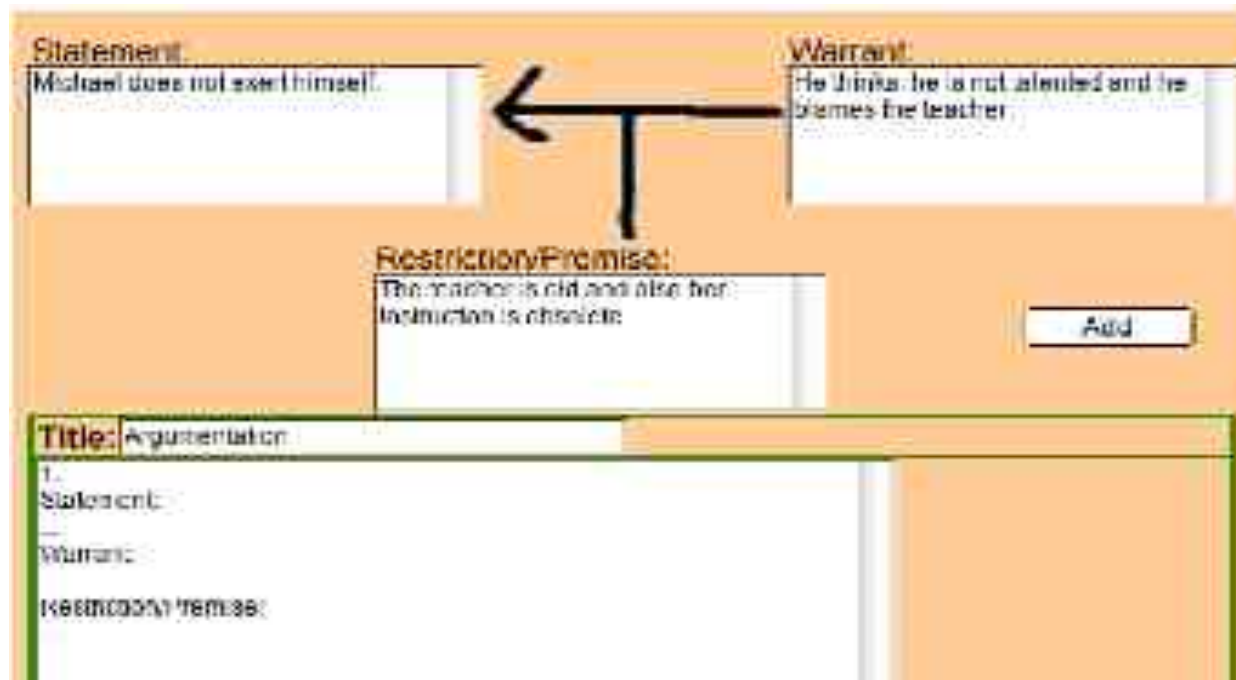 Statement:
Michael does not exert himself.
Warrant:
He thinks, he is not talented and he
blames the teacher.
Restriction/Premise:
The teacher is old and also her
instruction is obsolete
Add
Title: Argumentation
1.
Statement:
...
Warrant:
Restriction/Premise: